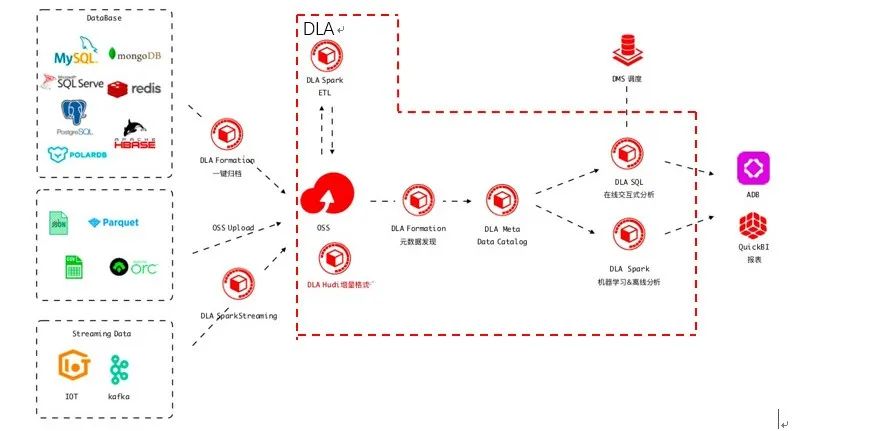 DataBase
MySQL
mongoDB
Microsoft
SQL Serve
redis
PostgreSQL
APACHE
HBASE
POLARDB
JSON
Parquet
CSV
orc
Streaming Data
IOT
IOT
kafka
DLA Formation
一键归档
OSS Upload
DLA SparkStreaming
DLA
DLA Spark
ETL
OSS
DLA Hudi增量格式
DLA Formation
元数据发现
DLA Meta
Data Catalog
DMS 调度
DLA SQL
在线交互式分析
DLA Spark
机器学习&离线分析
ADB
QuickBI
报表